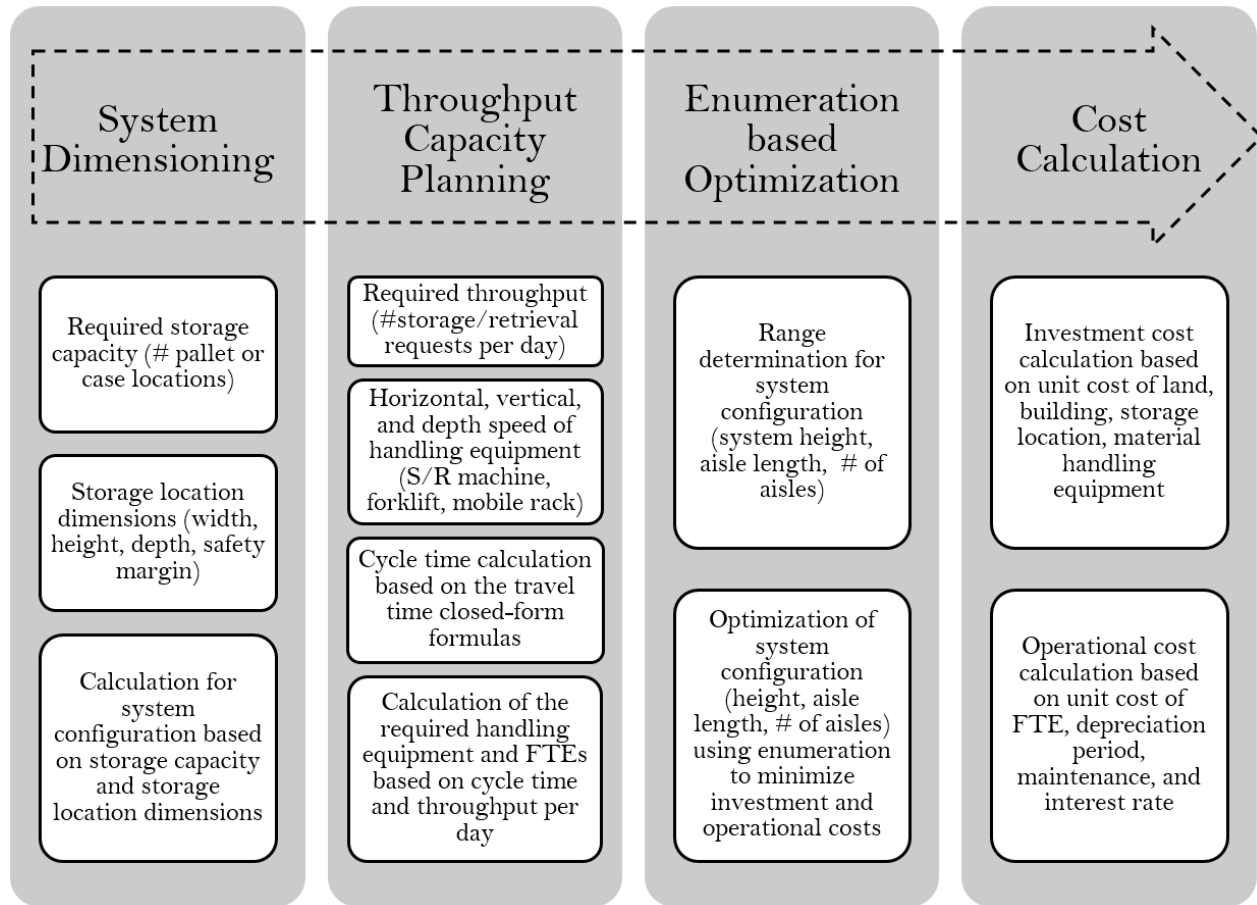 System
Dimensioning
Throughput
Capacity
Planning
Enumeration
based
Optimization
Cost
Calculation
Required storage
capacity (# pallet or
case locations)
Storage location
dimensions (width,
height, depth, safety
margin)
Calculation for
system
configuration based
on storage capacity
and storage
location dimensions
Required throughput
(#storage/retrieval
requests per day)
Horizontal, vertical,
and depth speed of
handling equipment
(S/R machine,
forklift, mobile rack)
Cycle time calculation
based on the travel
time closed-form
formulas
Calculation of the
required handling
equipment and FTEs
based on cycle time
and throughput per
day
Range
determination for
system
configuration
(system height,
aisle length, # of
aisles)
Optimization of
system
configuration
(height, aisle
length, # of aisles)
using enumeration
to minimize
investment and
operational costs
Investment cost
calculation based
on unit cost of land,
building, storage
location, material
handling
equipment
Operational cost
calculation based
on unit cost of
FTE, depreciation
period,
maintenance, and
interest rate